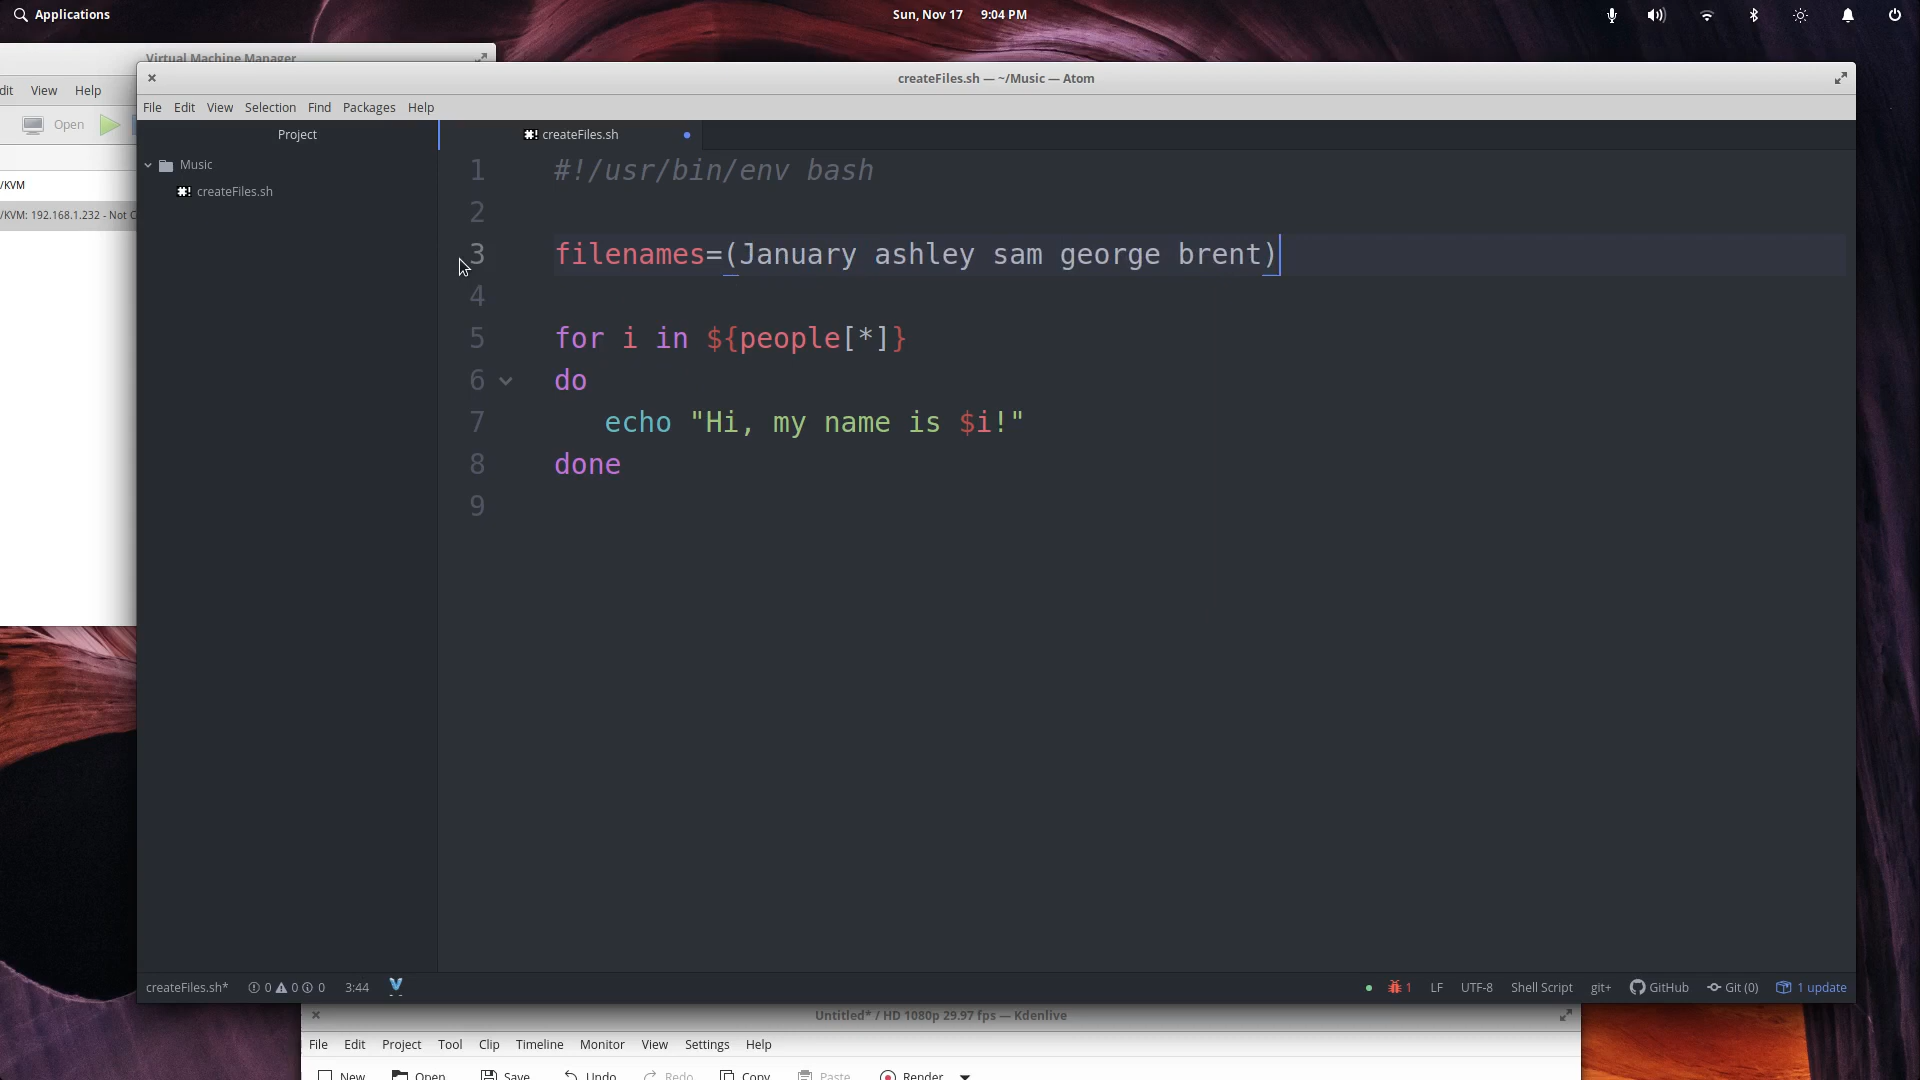 Applications
Sun, Nov 17 9:04 PM
Virtual Machine Manager
dit View Help
Open
/KVM
/KVM: 192.168.1.232 - Not C
createFiles.sh — ~/Music — Atom
File Edit View Selection Find Packages Help
Project
Music
createFiles.sh
createFiles.sh
1 #!/usr/bin/env bash
2
3 filenames=(January ashley sam george brent)
4
5 for i in ${people[*]}
6 do
7 echo "Hi, my name is $i!"
8 done
9
createFiles.sh* 0 0 0 3:44
1 LF UTF-8 Shell Script git+ GitHub Git (0) 1 update
Untitled* / HD 1080p 29.97 fps — Kdenlive
File Edit Project Tool Clip Timeline Monitor View Settings Help
New Open Save Undo Redo Copy Paste Render